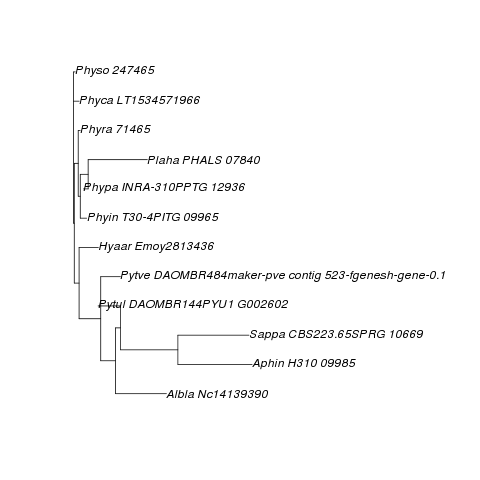 Physo 247465
Phyca LT1534571966
Phyra 71465
Plaha PHALS 07840
Phypa INRA-310PPTG 12936
Phyin T30-4PITG 09965
Hyaar Emoy2813436
Pytve DAOMBR484maker-pve contig 523-fgenesh-gene-0.1
Pytul DAOMBR144PYU1 G002602
Sappa CBS223.65SPRG 10669
Aphin H310 09985
Albla Nc14139390